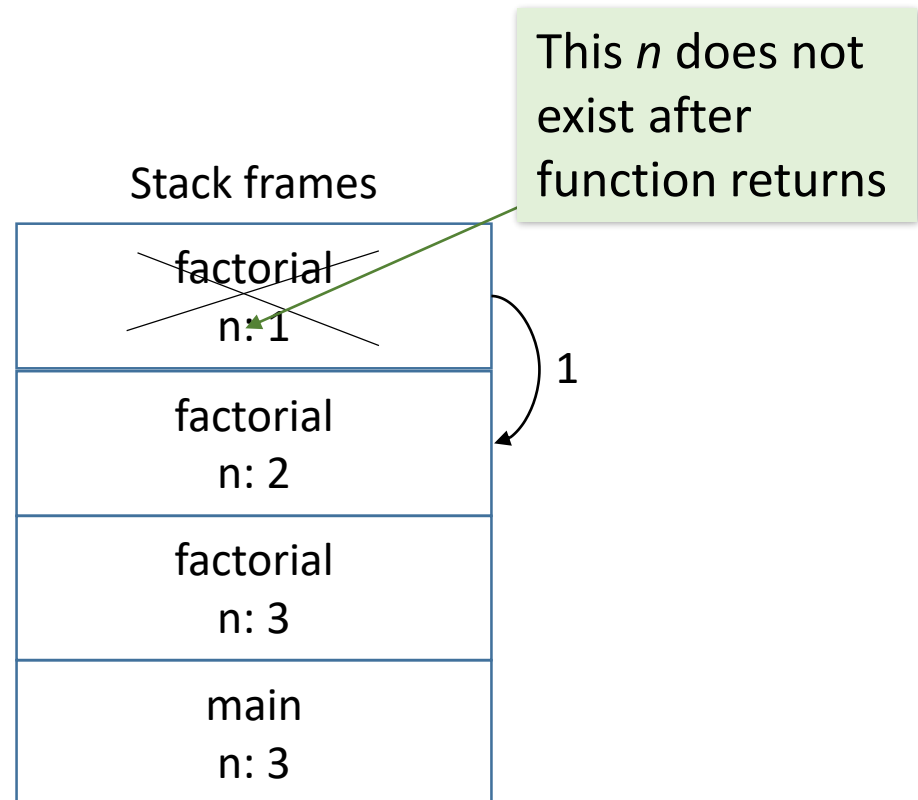 This n does not
exist after
function returns
Stack frames
factorial
n: 1
1
factorial
n: 2
factorial
n: 3
main
n: 3